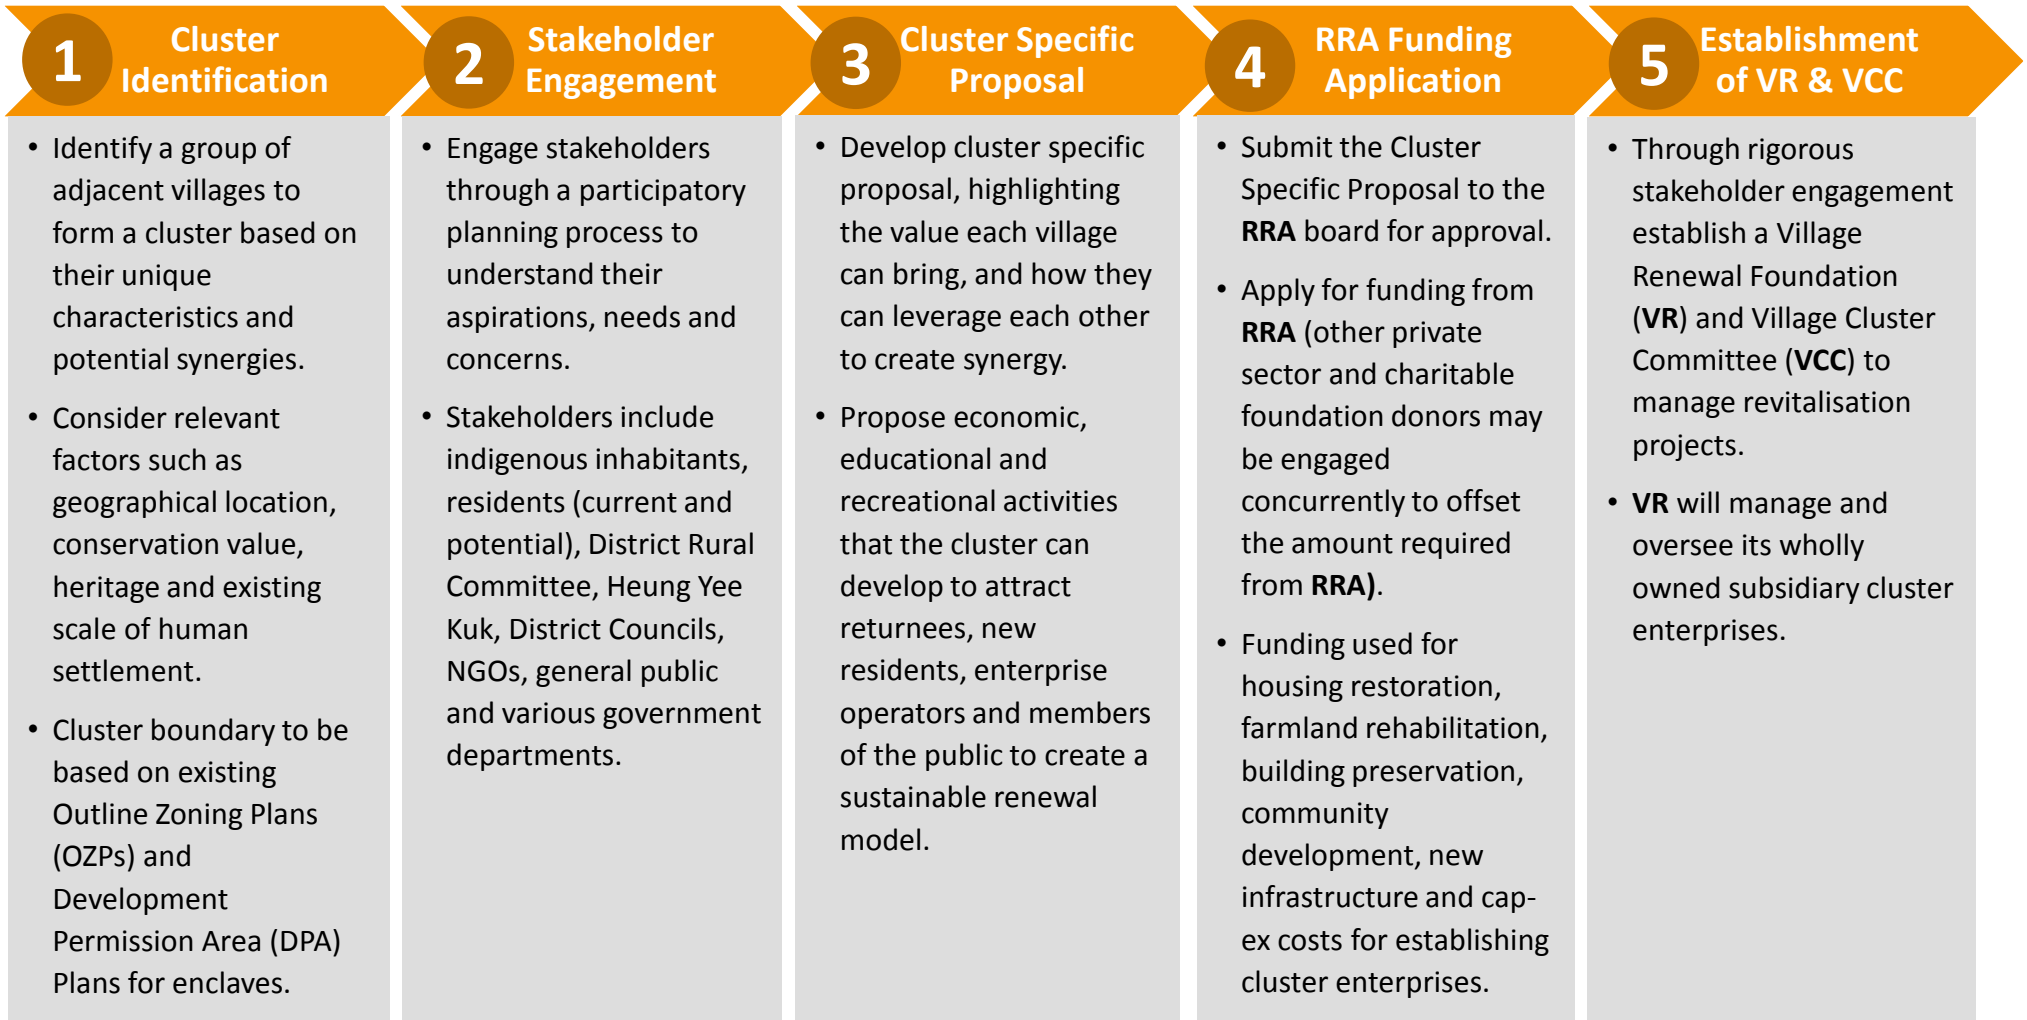 1
Cluster
Identification
• Identify a group of
adjacent villages to
form a cluster based on
their unique
characteristics and
potential synergies.
• Consider relevant
factors such as
geographical location,
conservation value,
heritage and existing
scale of human
settlement.
• Cluster boundary to be
based on existing
Outline Zoning Plans
(OZPs) and
Development
Permission Area (DPA)
Plans for enclaves.
2
Stakeholder
Engagement
• Engage stakeholders
through a participatory
planning process to
understand their
aspirations, needs and
concerns.
• Stakeholders include
indigenous inhabitants,
residents (current and
potential), District Rural
Committee, Heung Yee
Kuk, District Councils,
NGOs, general public
and various government
departments.
3
Cluster Specific
Proposal
• Develop cluster specific
proposal, highlighting
the value each village
can bring, and how they
can leverage each other
to create synergy.
• Propose economic,
educational and
recreational activities
that the cluster can
develop to attract
returnees, new
residents, enterprise
operators and members
of the public to create a
sustainable renewal
model.
4
RRA Funding
Application
• Submit the Cluster
Specific Proposal to the
RRA board for approval.
• Apply for funding from
RRA (other private
sector and charitable
foundation donors may
be engaged
concurrently to offset
the amount required
from RRA).
• Funding used for
housing restoration,
farmland rehabilitation,
building preservation,
community
development, new
infrastructure and cap-
ex costs for establishing
cluster enterprises.
5
Establishment
of VR & VCC
• Through rigorous
stakeholder engagement
establish a Village
Renewal Foundation
(VR) and Village Cluster
Committee (VCC) to
manage revitalisation
projects.
• VR will manage and
oversee its wholly
owned subsidiary cluster
enterprises.